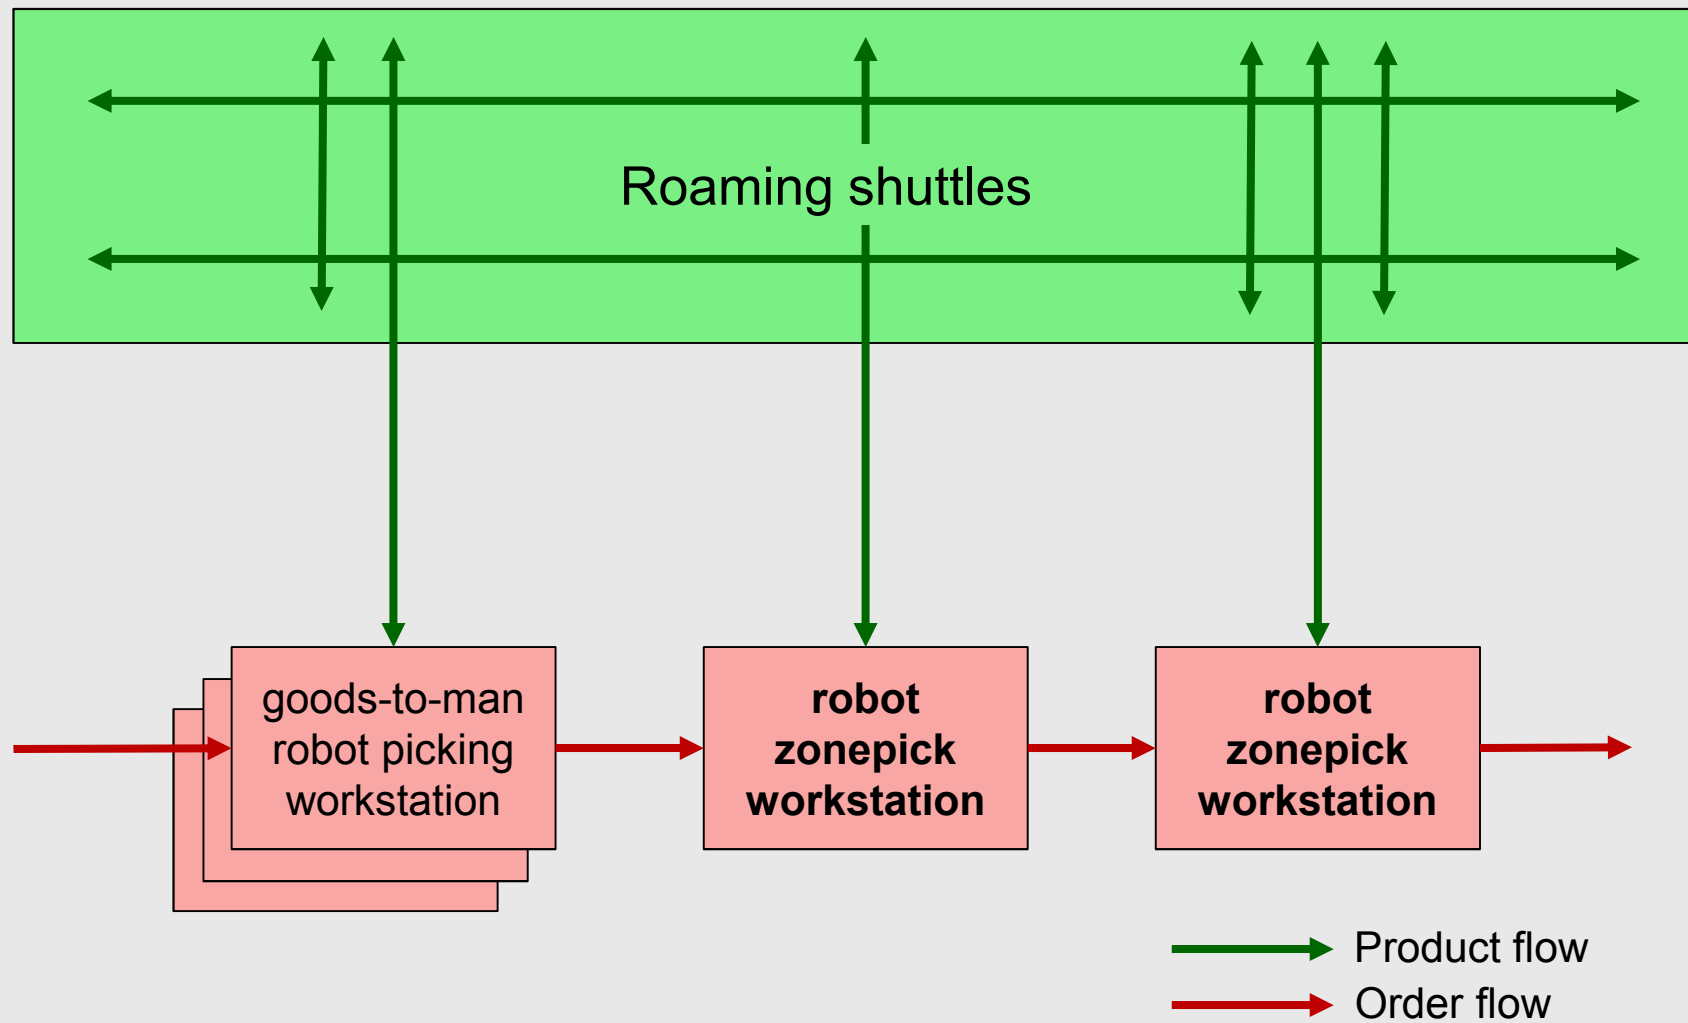 Roaming shuttles
goods-to-man
robot picking
workstation
robot
zonepick
workstation
robot
zonepick
workstation
Product flow
Order flow